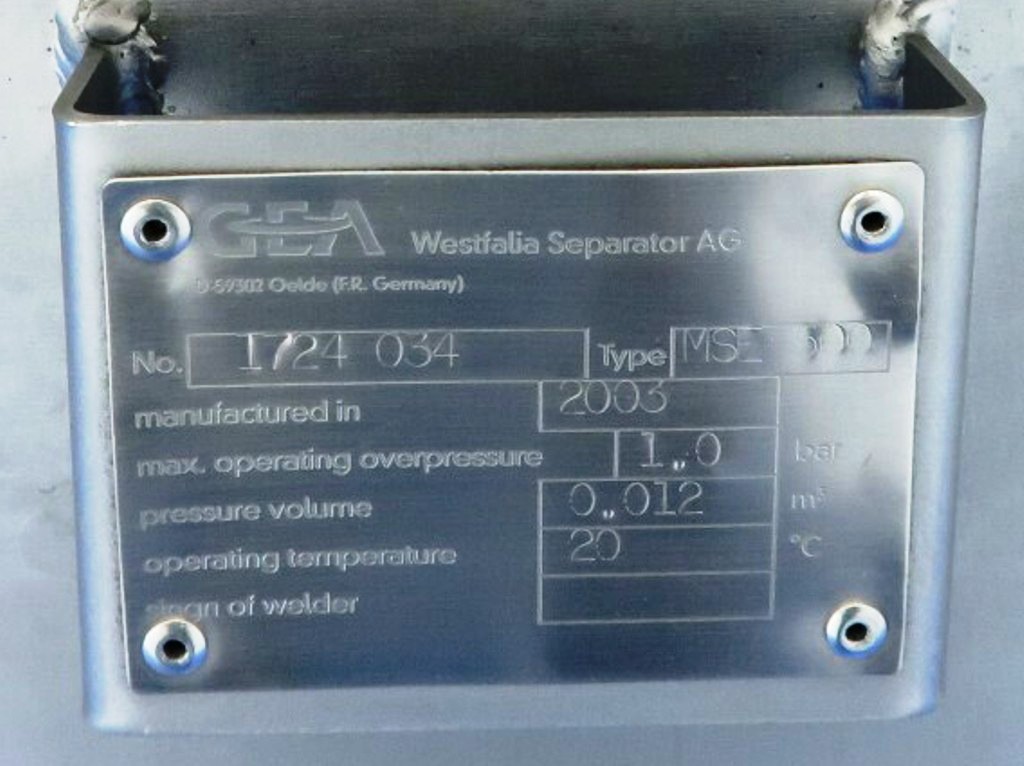 GEA Westfalia Separator AG
D-59302 Oelde (F.R. Germany)
No. 1724 034 Type MSE
manufactured in 2003
max. operating overpressure 1,,0 bar
pressure volume 0,,012 m³
operating temperature 20 °C
of welder